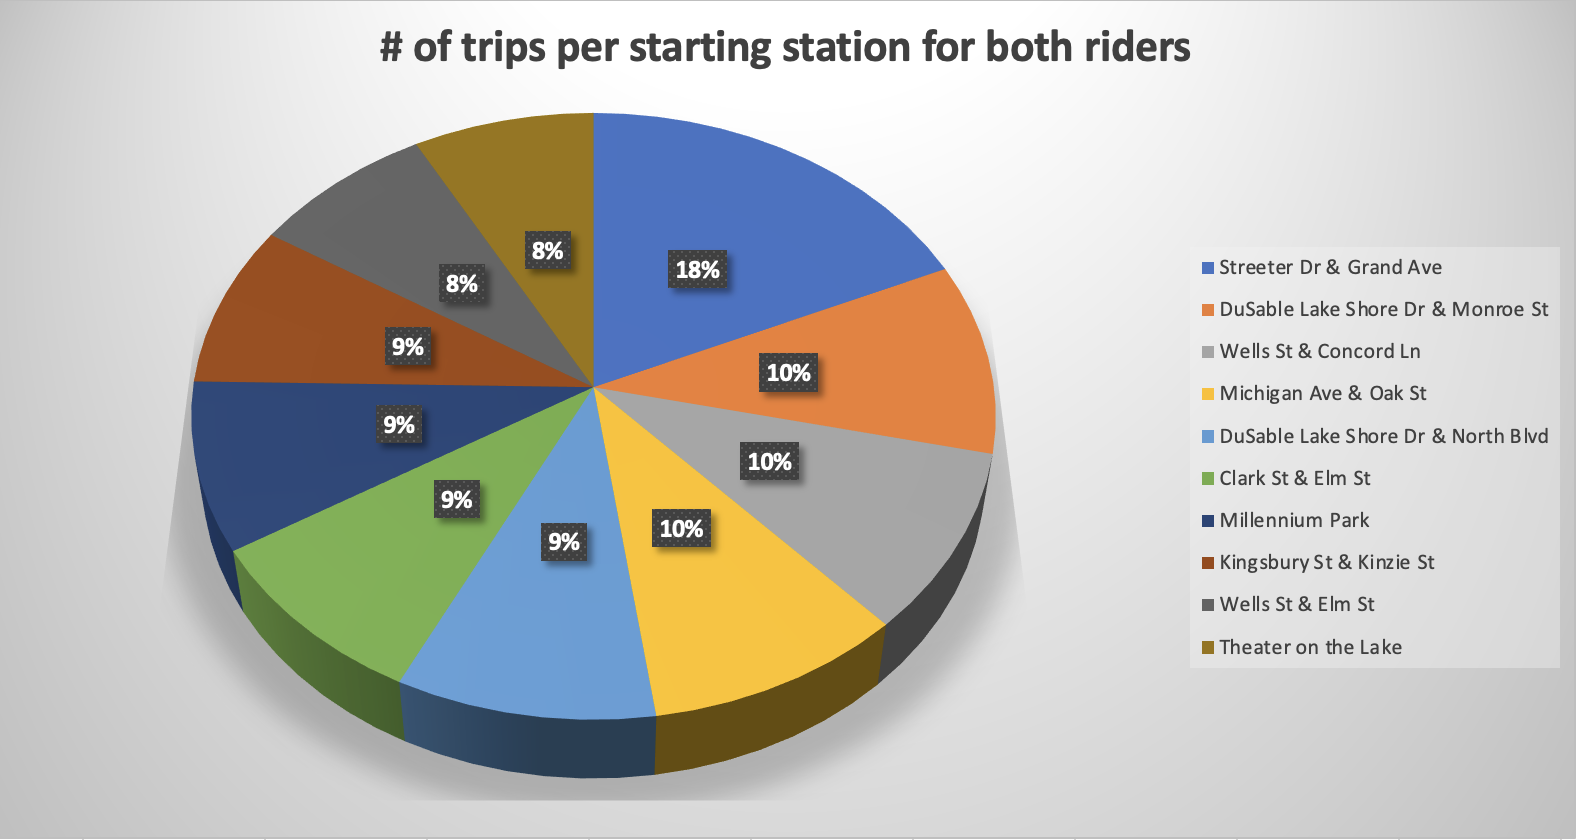 # of trips per starting station for both riders
8%
18%
8%
9%
10%
9%
10%
9%
10%
9%
Streeter Dr & Grand Ave
DuSable Lake Shore Dr & Monroe St
Wells St & Concord Ln
Michigan Ave & Oak St
DuSable Lake Shore Dr & North Blvd
Clark St & Elm St
Millennium Park
Kingsbury St & Kinzie St
Wells St & Elm St
Theater on the Lake